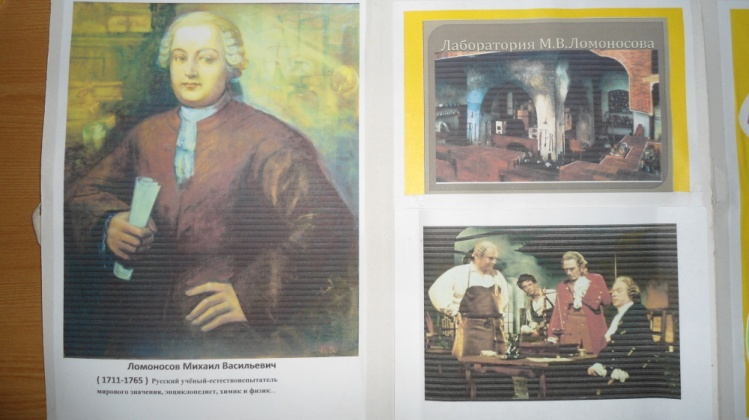 Лаборатория М.В.Ломоносова
Ломоносов Михаил Васильевич
( 1711-1765 ) Русский учёный-естествоиспытатель
мирового значения, энциклопедист, химик и физик...